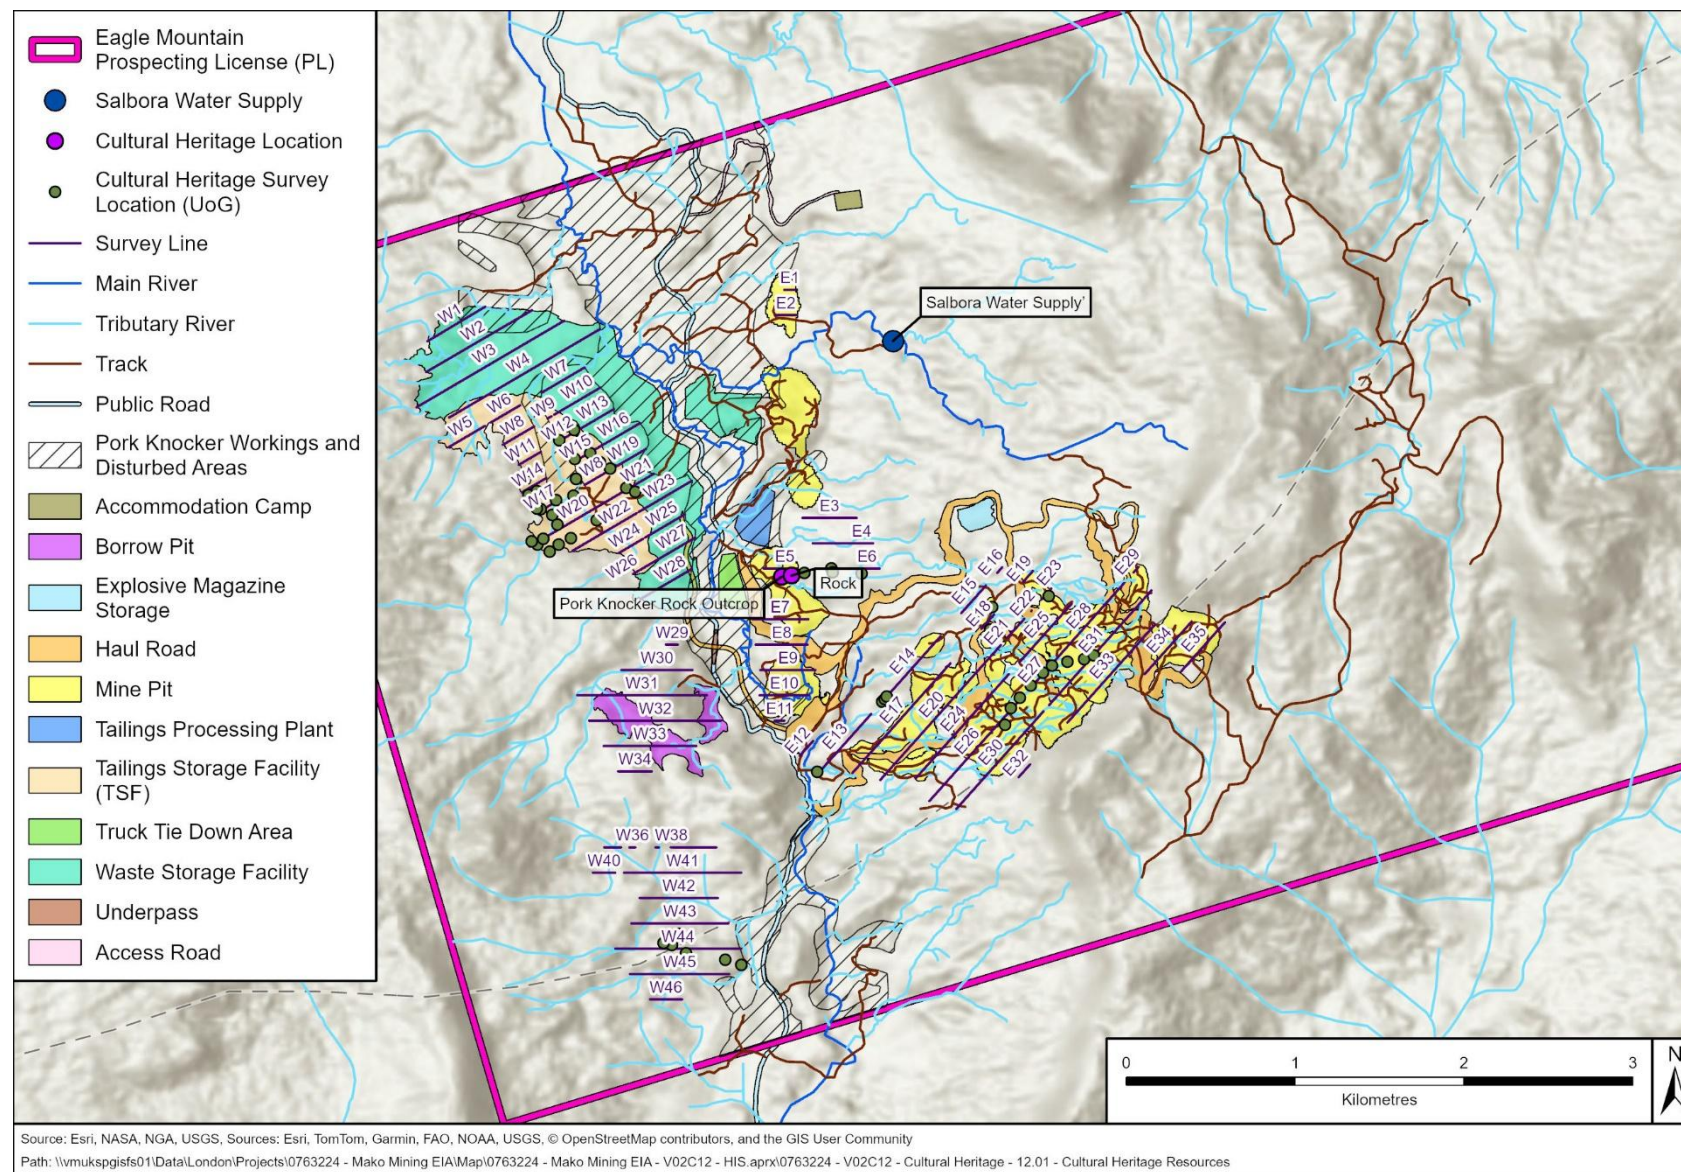 Eagle Mountain
Prospecting License (PL)
Salbora Water Supply
Cultural Heritage Location
Cultural Heritage Survey
Location (UoG)
Survey Line
Main River
Tributary River
Track
Public Road
Pork Knocker Workings and
Disturbed Areas
Accommodation Camp
Borrow Pit
Explosive Magazine
Storage
Haul Road
Mine Pit
Tailings Processing Plant
Tailings Storage Facility
(TSF)
Truck Tie Down Area
Waste Storage Facility
Underpass
Access Road
E1
E2
Salbora Water Supply'
W1
W2
W3
W4
W7
W10
W6
W9
W13
W5
W8
W12
W16
W11
W15
W19
W14
W8
W21
W17
W20
W23
W22
W25
W24
W27
W26
W28
E3
E4
E5
E6
Rock
Pork Knocker Rock Outcrop
E7
E8
E9
E10
E11
E12
E13
E14
E15
E16
E17
E18
E19
E20
E21
E22
E23
E24
E25
E26
E27
E28
E29
E30
E31
E32
E33
E34
E35
W29
W30
W31
W32
W33
W34
W36
W38
W40
W41
W42
W43
W44
W45
W46
0 1 2 3
Kilometres
N
Source: Esri, NASA, NGA, USGS, Sources: Esri, TomTom, Garmin, FAO, NOAA, USGS, © OpenStreetMap contributors, and the GIS User Community
Path: \\vmukspgisfs01\Data\London\Projects\0763224 - Mako Mining EIA\Map\0763224 - Mako Mining EIA - V02C12 - HIS.aprx\0763224 - V02C12 - Cultural Heritage - 12.01 - Cultural Heritage Resources